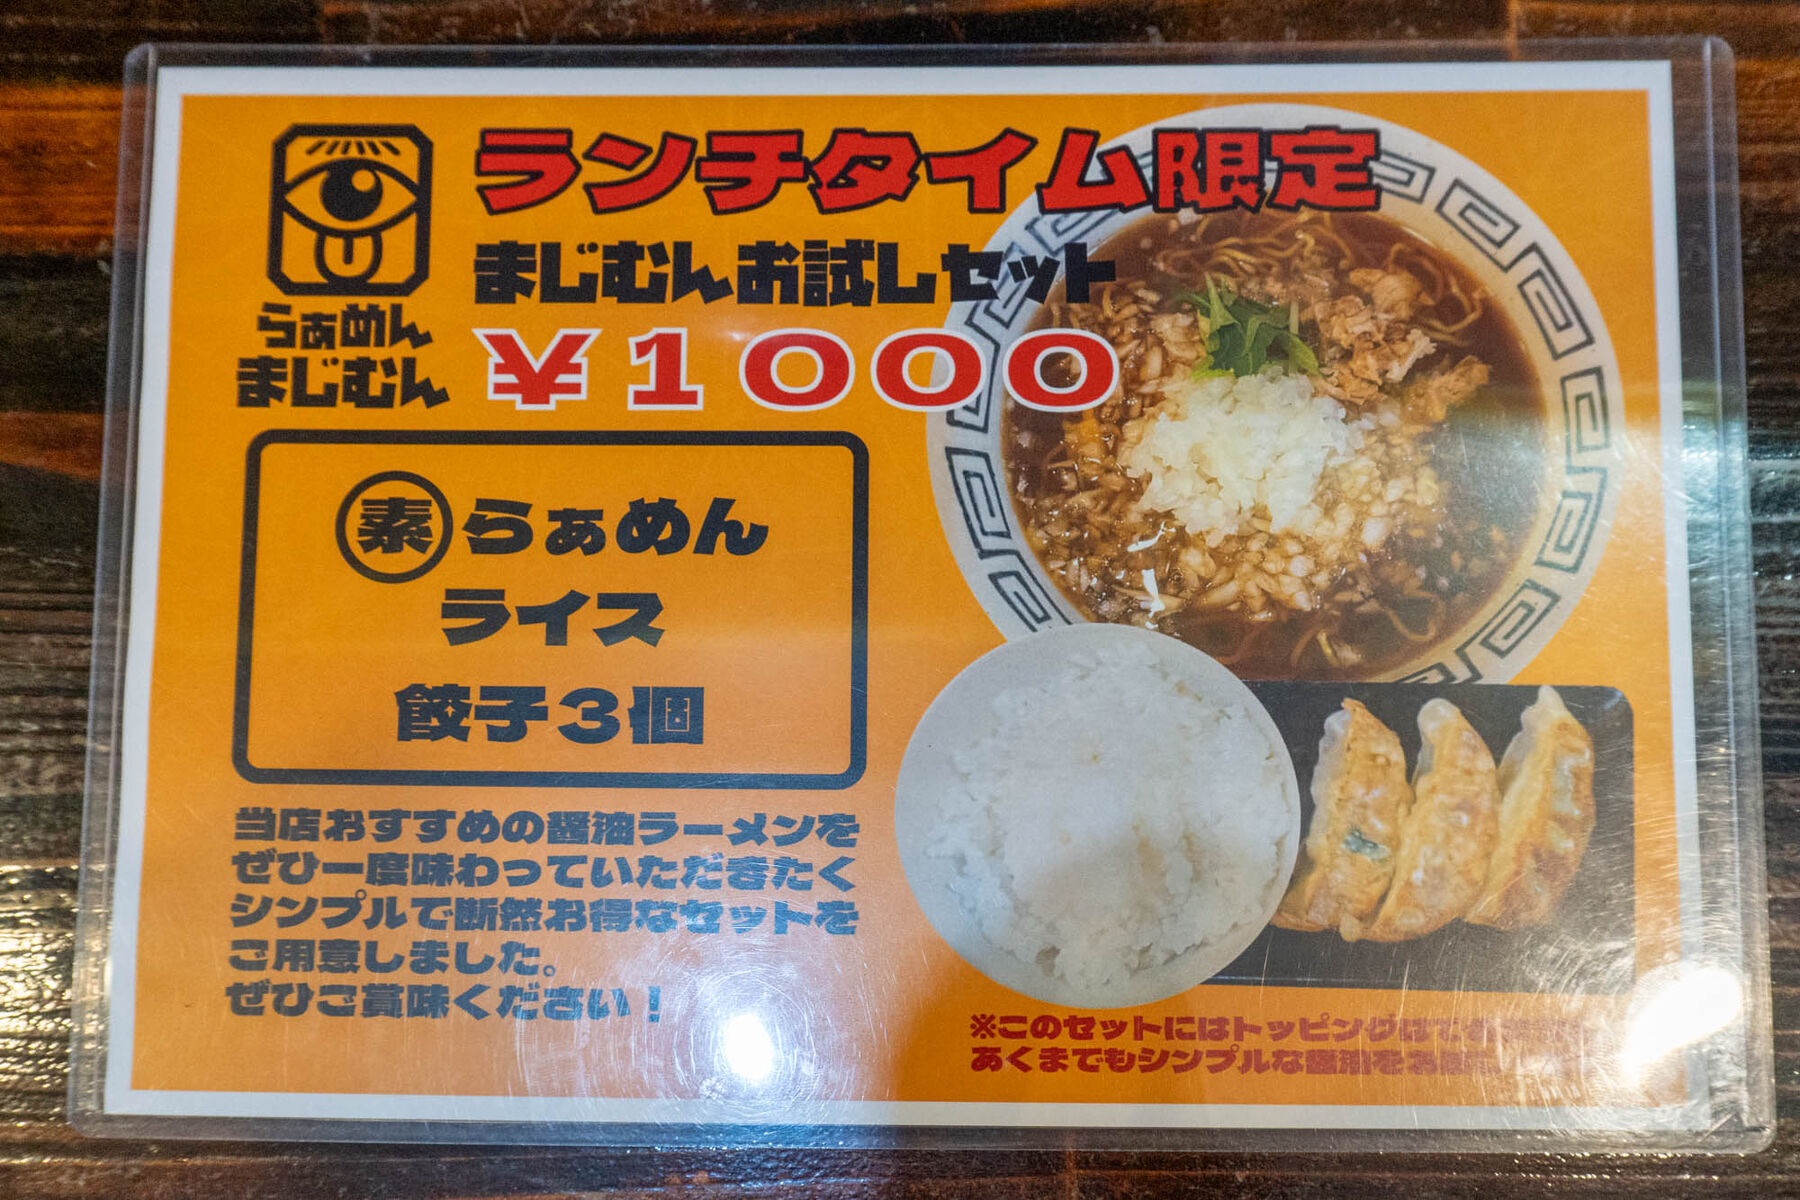 ランチタイム限定
まじむんお試しセット
¥1000
らぁめん
まじむん
素らぁめん
ライス
餃子3個
当店おすすめの醤油ラーメンを
ぜひ一度味わっていただきたく
シンプルで断然お得なセットを
ご用意しました。
ぜひご賞味ください！
※このセットにはトッピングはでき
あくまでもシンプルな醤油をお